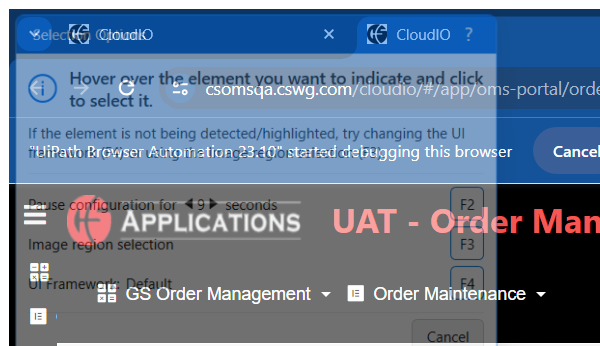 Selection Options
CloudIO × CloudIO ?
Hover over the element you want to indicate and click
to select it.
csomsqa.cswg.com/cloudio/#/app/oms-portal/orde
If the element is not being detected/highlighted, try changing the UI
"UiPath Browser Automation 23.10" started debugging this browser
Cancel
Pause configuration for 9 seconds F2
APPLICATIONS UAT - Order Man
Image region selection F3
UI Framework: Default F4
GS Order Management Order Maintenance
Cancel